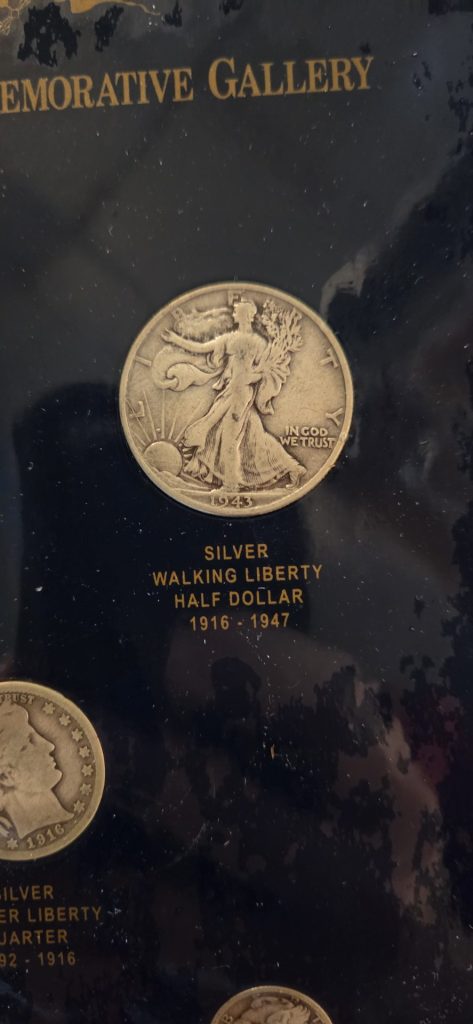 EMORATIVE GALLERY
LIBERTY
IN GOD
WE TRUST
1943
SILVER
WALKING LIBERTY
HALF DOLLAR
1916 - 1947
TRUST
1916
SILVER
ER LIBERTY
UARTER
92 - 1916